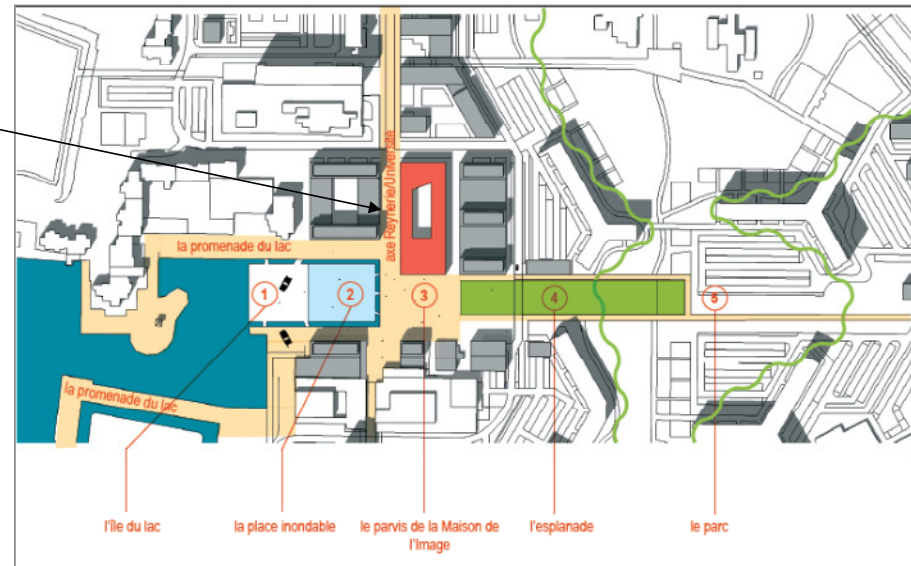 axe Reynerie/Université
la promenade du lac
1
2
3
4
5
la promenade du lac
l'île du lac
la place inondable
le parvis de la Maison de
l'Image
l'esplanade
le parc